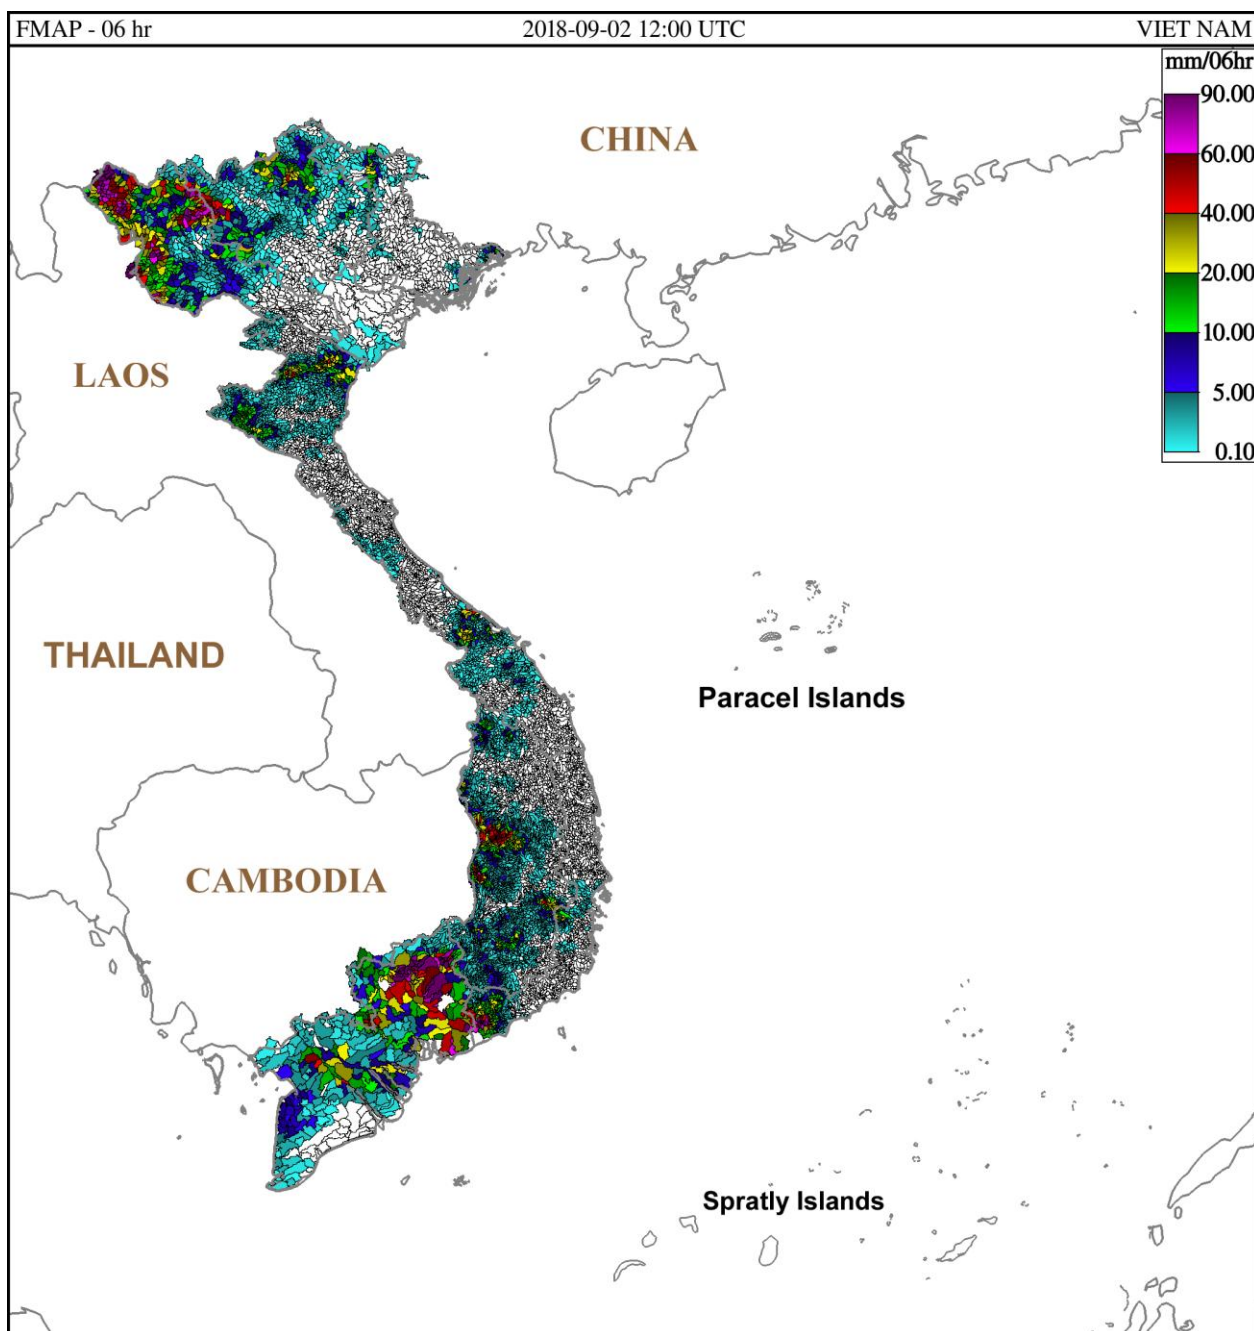 FMAP - 06 hr 2018-09-02 12:00 UTC VIET NAM
mm/06hr
90.00
60.00
40.00
20.00
10.00
5.00
0.10
CHINA
LAOS
THAILAND
Paracel Islands
CAMBODIA
Spratly Islands